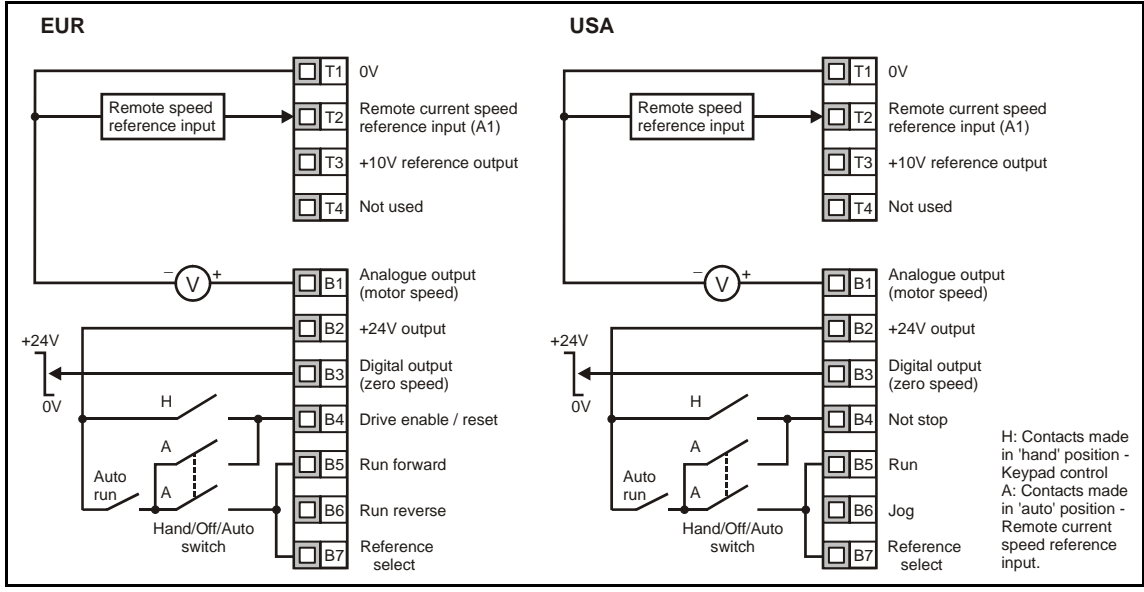 EUR
T1 0V
Remote speed
reference input
T2 Remote current speed
reference input (A1)
T3 +10V reference output
T4 Not used
− V +
B1 Analogue output
(motor speed)
B2 +24V output
+24V
0V
B3 Digital output
(zero speed)
H
B4 Drive enable / reset
A
B5 Run forward
Auto
run
A
B6 Run reverse
Hand/Off/Auto
switch
B7 Reference
select
USA
T1 0V
Remote speed
reference input
T2 Remote current speed
reference input (A1)
T3 +10V reference output
T4 Not used
− V +
B1 Analogue output
(motor speed)
B2 +24V output
+24V
0V
B3 Digital output
(zero speed)
H
B4 Not stop
A
B5 Run
Auto
run
A
B6 Jog
Hand/Off/Auto
switch
B7 Reference
select
H: Contacts made
in 'hand' position -
Keypad control
A: Contacts made
in 'auto' position -
Remote current
speed reference
input.